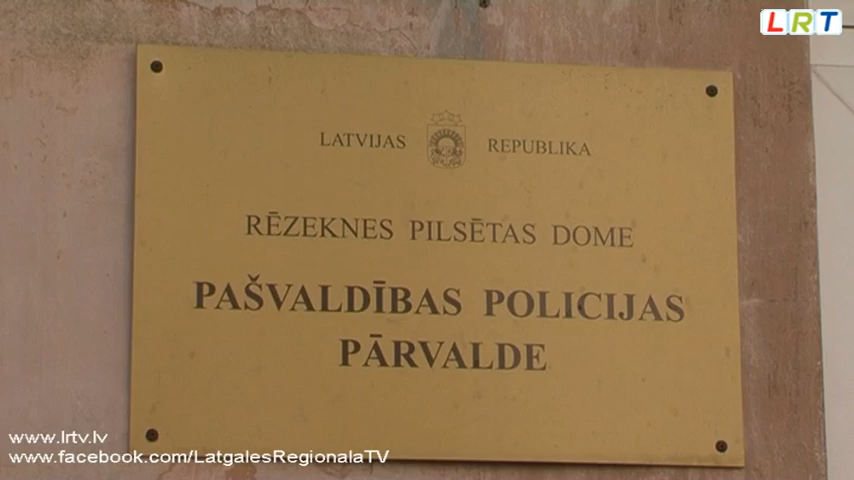 LRT
LATVIJAS REPUBLIKA
RĒZEKNES PILSĒTAS DOME
PAŠVALDĪBAS POLICIJAS
PĀRVALDE
www.lrtv.lv
www.facebook.com/LatgalesRegionalaTV